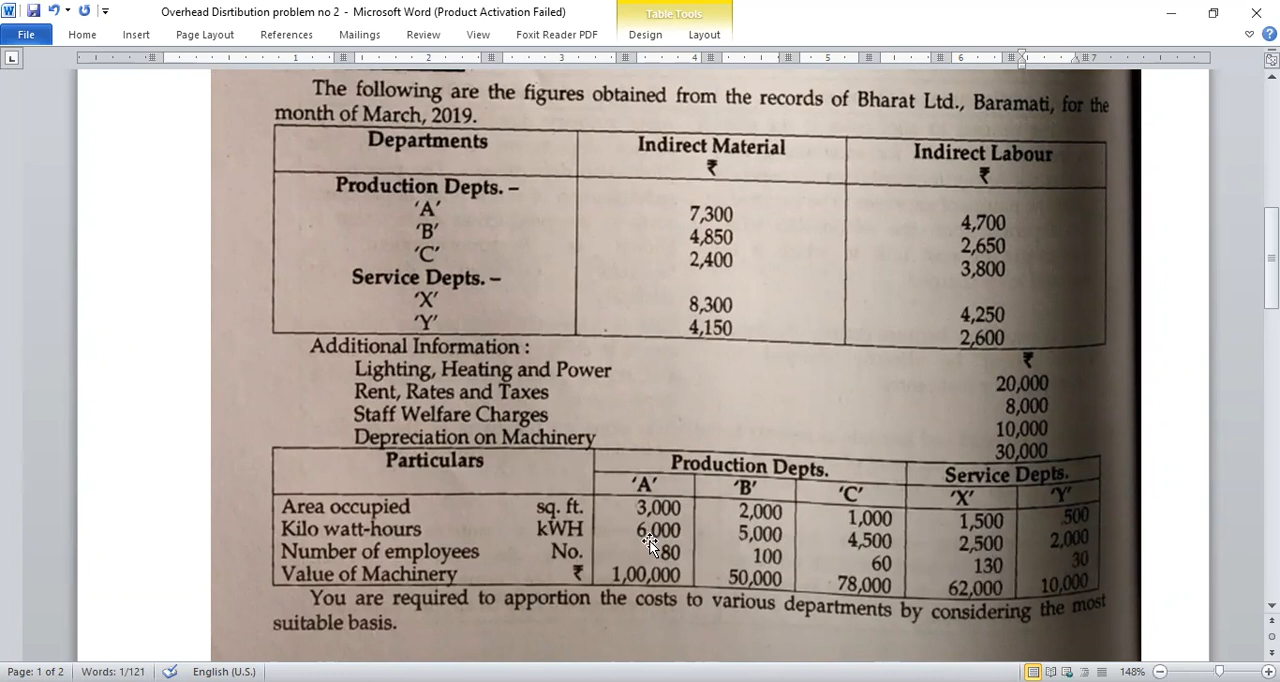 Overhead Disrtibution problem no 2 - Microsoft Word (Product Activation Failed)
Table Tools
File Home Insert Page Layout References Mailings Review View Foxit Reader PDF Design Layout
1 2 3 4 5 6 7
The following are the figures obtained from the records of Bharat Ltd., Baramati, for the
month of March, 2019.
Departments Indirect Material Indirect Labour
₹ ₹
Production Depts. –
'A' 7,300 4,700
'B' 4,850 2,650
'C' 2,400 3,800
Service Depts. –
'X' 8,300 4,250
'Y' 4,150 2,600
Additional Information : ₹
Lighting, Heating and Power 20,000
Rent, Rates and Taxes 8,000
Staff Welfare Charges 10,000
Depreciation on Machinery 30,000
Particulars Production Depts. Service Depts.
'A' 'B' 'C' 'X' 'Y'
Area occupied sq. ft. 3,000 2,000 1,000 1,500 500
Kilo watt-hours kWH 6,000 5,000 4,500 2,500 2,000
Number of employees No. 80 100 60 130 30
Value of Machinery ₹ 1,00,000 50,000 78,000 62,000 10,000
You are required to apportion the costs to various departments by considering the most
suitable basis.
Page: 1 of 2 Words: 1/121 English (U.S.) 148%